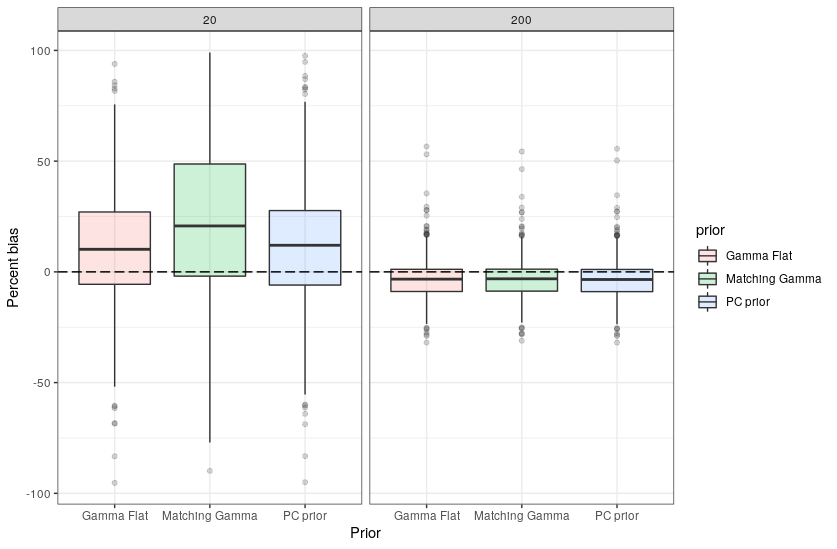 20
200
100
50
0
-50
-100
Percent bias
Gamma Flat
Matching Gamma
PC prior
Gamma Flat
Matching Gamma
PC prior
Prior
prior
Gamma Flat
Matching Gamma
PC prior